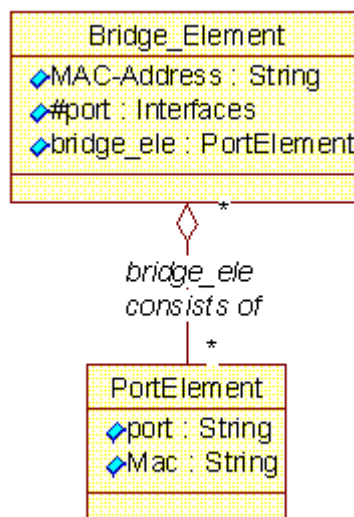 Bridge_Element
MAC-Address : String
#port : Interfaces
bridge_ele : PortElement
*
bridge_ele
consists of
*
PortElement
port : String
Mac : String